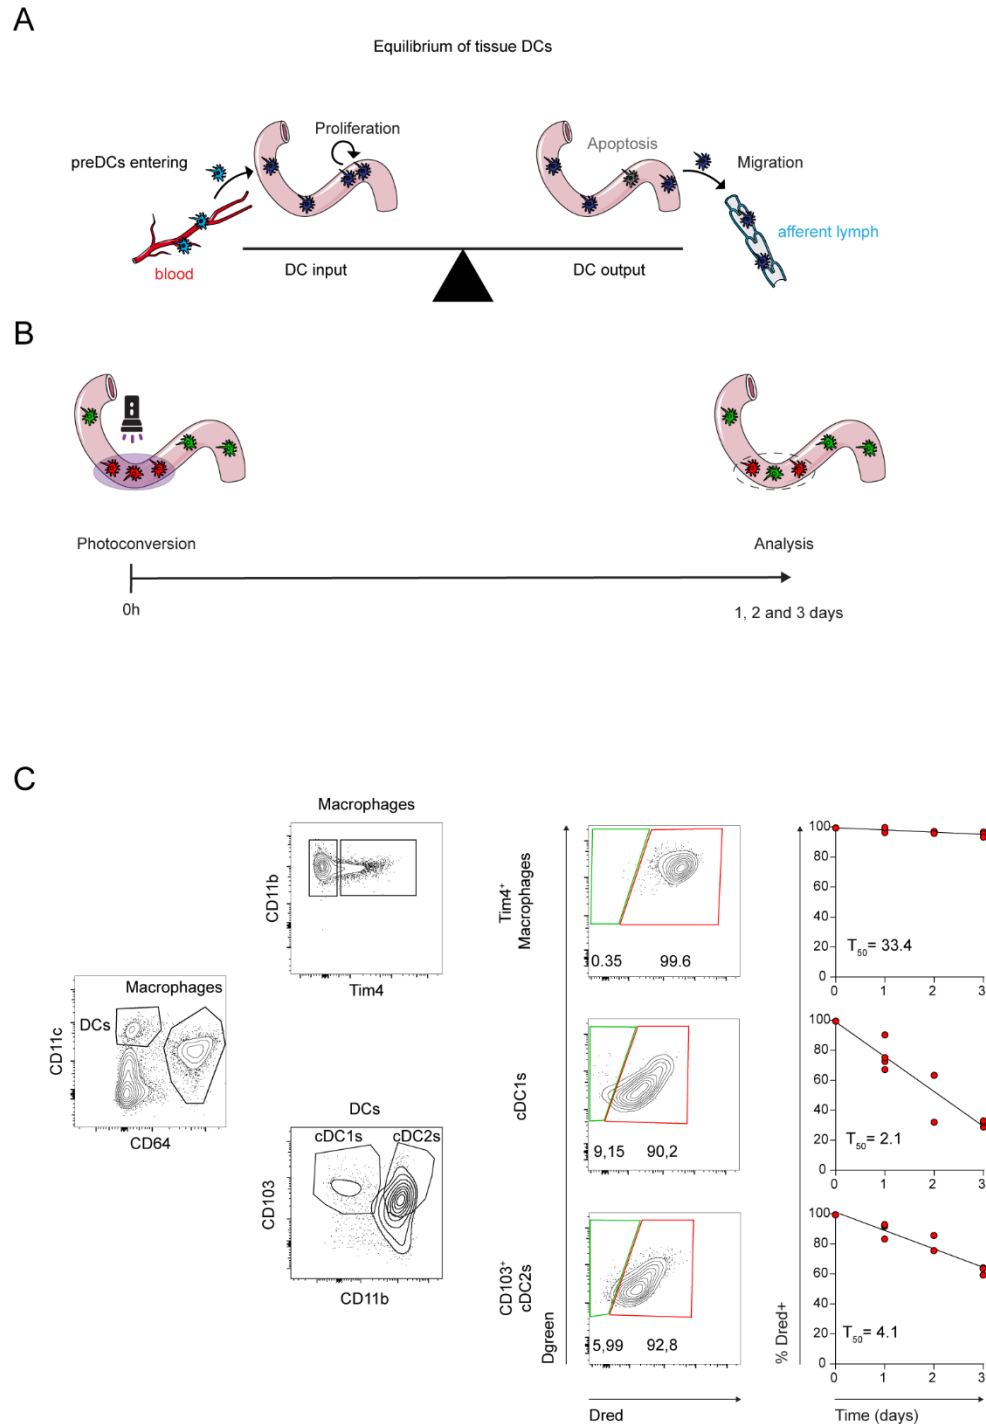 A
Equilibrium of tissue DCs
Proliferation
preDCs entering
Apoptosis
Migration
blood
DC input
DC output
afferent lymph
B
Photoconversion
Analysis
0h
1, 2 and 3 days
C
Macrophages
CD11b
Tim4
Macrophages
DCs
CD11c
CD64
DCs
cDC1s
cDC2s
CD103
CD11b
Tim4+
Macrophages
0.35
99.6
cDC1s
9,15
90,2
CD103+
cDC2s
5,99
92,8
Dgreen
Dred
100
80
60
40
20
0
T50= 33.4
0
1
2
3
100
80
60
40
20
0
T50= 2.1
0
1
2
3
100
80
60
40
20
0
T50= 4.1
0
1
2
3
% Dred+
Time (days)